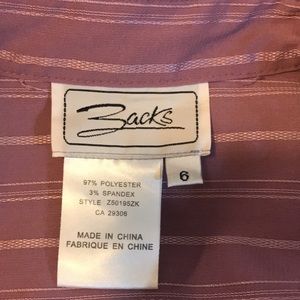 Zacks
6
97% POLYESTER
3% SPANDEX
STYLE Z50195ZK
CA 29306
MADE IN CHINA
FABRIQUE EN CHINE